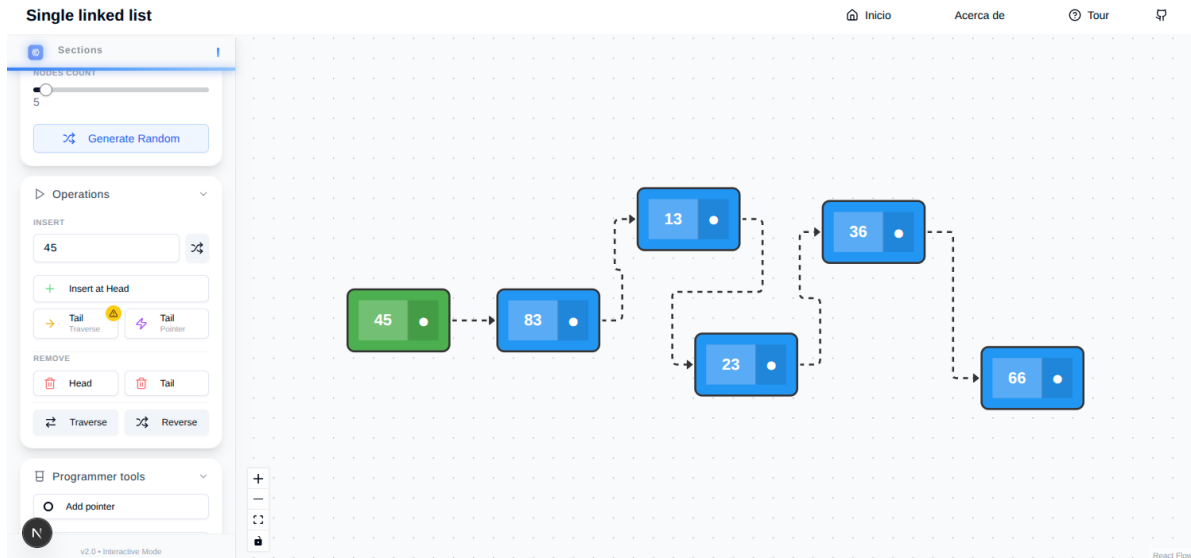 Single linked list
Inicio
Acerca de
Tour
Sections
NODES COUNT
5
Generate Random
Operations
INSERT
45
Insert at Head
Tail
Traverse
Tail
Pointer
REMOVE
Head
Tail
Traverse
Reverse
Programmer tools
Add pointer
N
v2.0 • Interactive Mode
45
83
13
23
36
66
React Flow